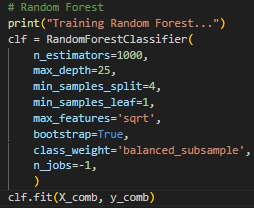 # Random Forest
print("Training Random Forest...")
clf = RandomForestClassifier(
    n_estimators=1000,
    max_depth=25,
    min_samples_split=4,
    min_samples_leaf=1,
    max_features='sqrt',
    bootstrap=True,
    class_weight='balanced_subsample',
    n_jobs=-1,
    )
clf.fit(X_comb, y_comb)